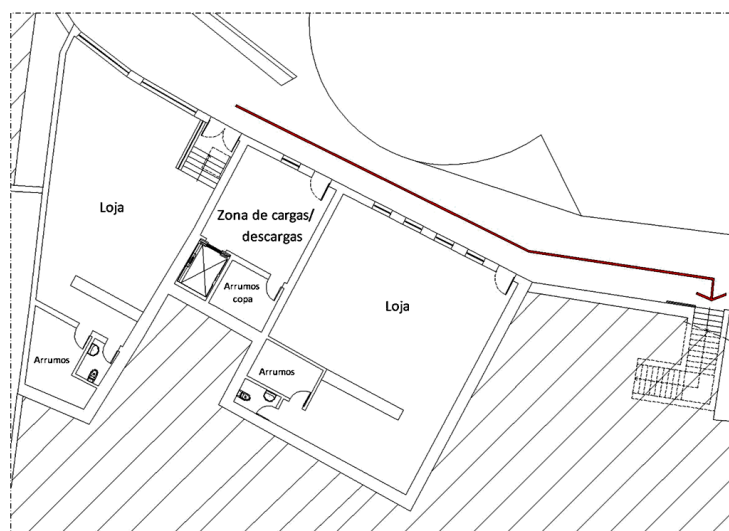 Loja
Zona de cargas/
descargas
Arrumos
copa
Loja
Arrumos
Arrumos